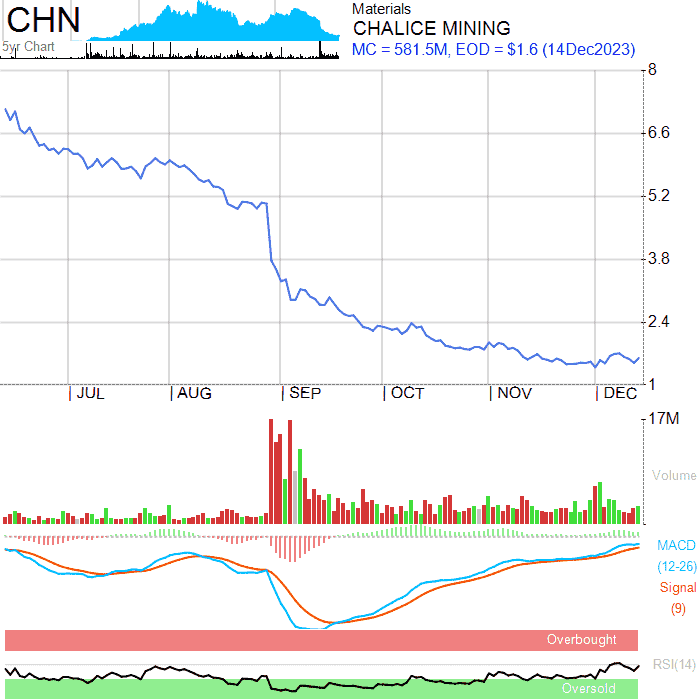 CHN
5yr Chart
Materials
CHALICE MINING
MC = 581.5M, EOD = $1.6 (14Dec2023)
8
6.6
5.2
3.8
2.4
1
JUL AUG SEP OCT NOV DEC
17M
Volume
MACD
(12-26)
Signal
(9)
Overbought
RSI(14)
Oversold